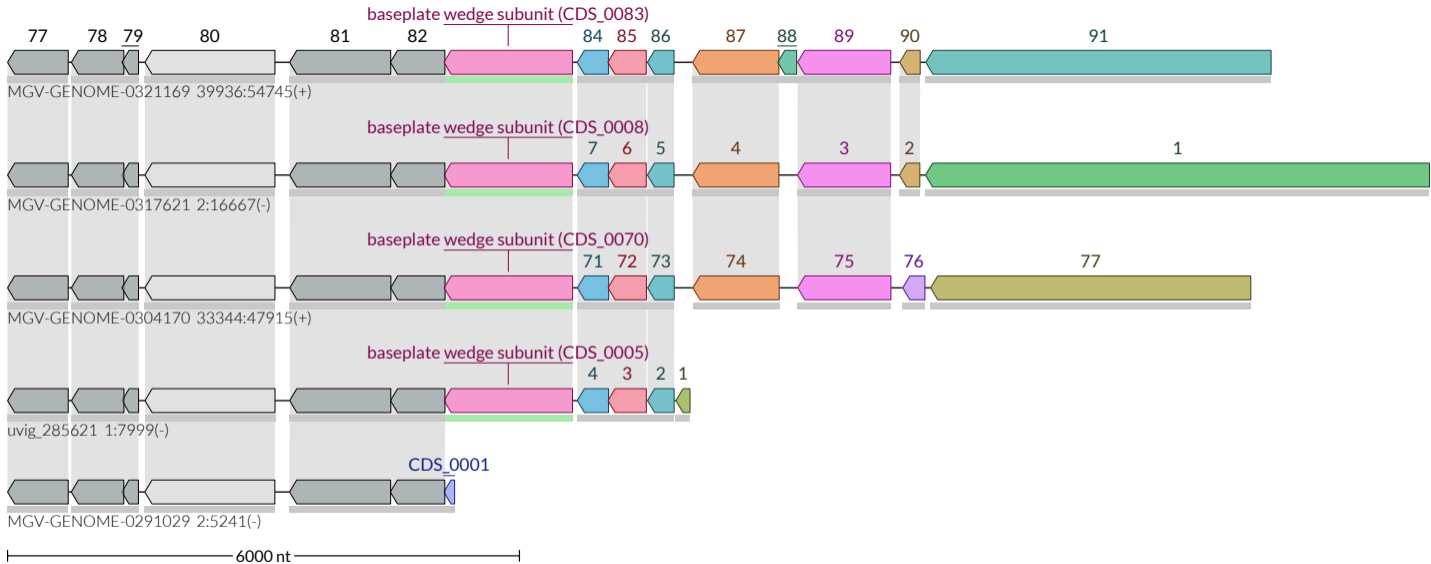 baseplate wedge subunit (CDS_0083)
77 78 79 80 81 82 84 85 86 87 88 89 90 91
MGV-GENOME-0321169 39936:54745(+)
baseplate wedge subunit (CDS_0008)
7 6 5 4 3 2 1
MGV-GENOME-0317621 2:16667(-)
baseplate wedge subunit (CDS_0070)
71 72 73 74 75 76 77
MGV-GENOME-0304170 33344:47915(+)
baseplate wedge subunit (CDS_0005)
4 3 2 1
uvig_285621 1:7999(-)
CDS_0001
MGV-GENOME-0291029 2:5241(-)
6000 nt